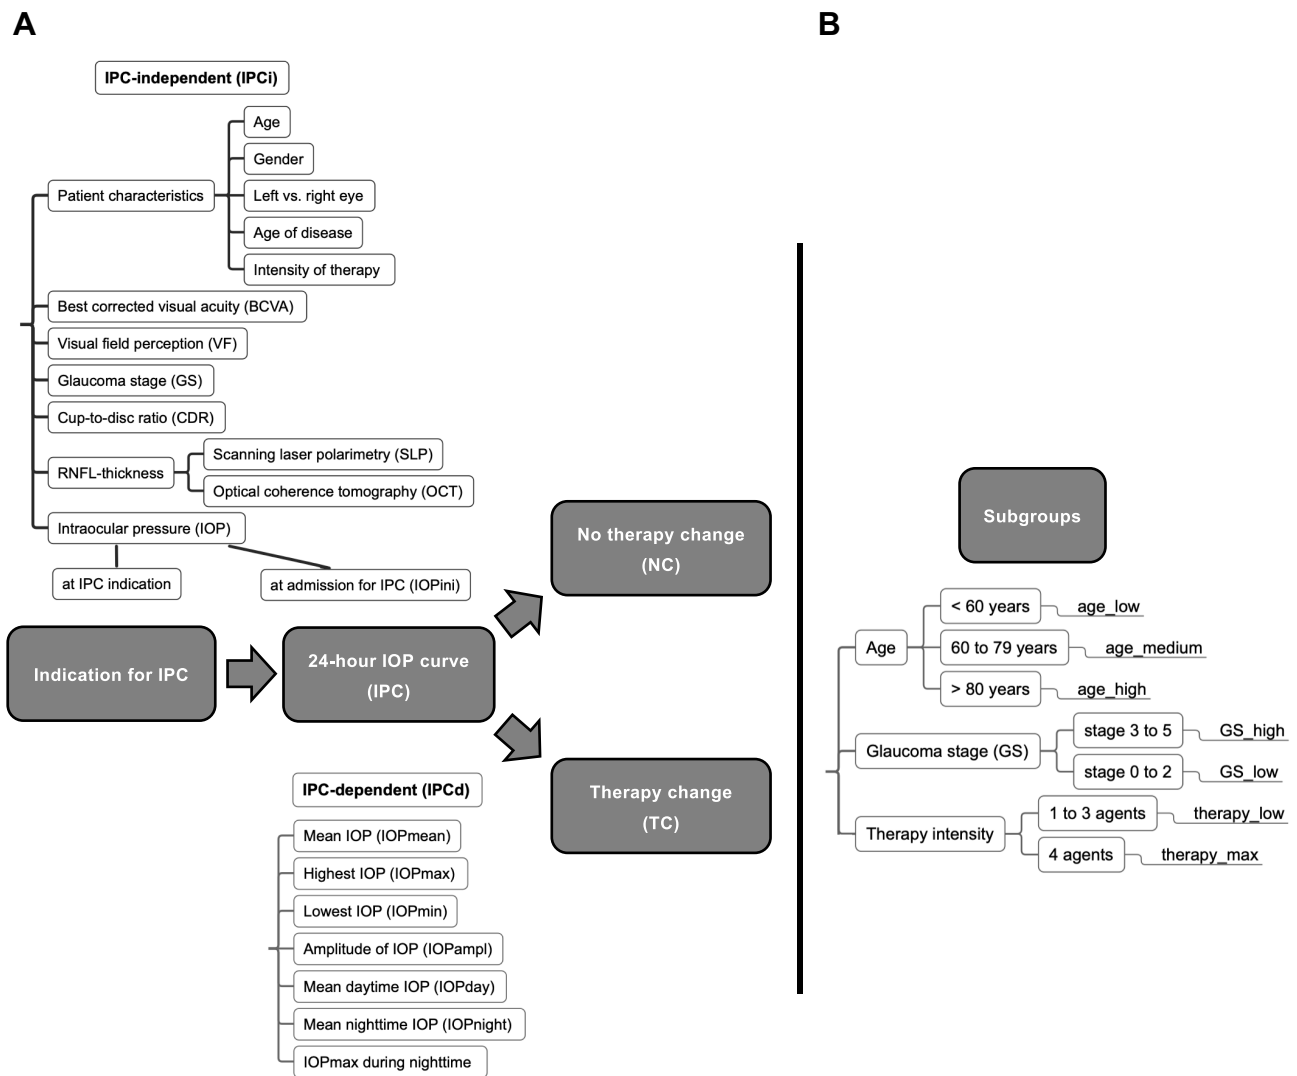 A
IPC-independent (IPCi)
Age
Gender
Patient characteristics
Left vs. right eye
Age of disease
Intensity of therapy
Best corrected visual acuity (BCVA)
Visual field perception (VF)
Glaucoma stage (GS)
Cup-to-disc ratio (CDR)
RNFL-thickness
Scanning laser polarimetry (SLP)
Optical coherence tomography (OCT)
Intraocular pressure (IOP)
at IPC indication
at admission for IPC (IOPini)
Indication for IPC
24-hour IOP curve
(IPC)
No therapy change
(NC)
Therapy change
(TC)
IPC-dependent (IPCd)
Mean IOP (IOPmean)
Highest IOP (IOPmax)
Lowest IOP (IOPmin)
Amplitude of IOP (IOPampl)
Mean daytime IOP (IOPday)
Mean nighttime IOP (IOPnight)
IOPmax during nighttime
B
Subgroups
Age
< 60 years
age_low
60 to 79 years
age_medium
> 80 years
age_high
Glaucoma stage (GS)
stage 3 to 5
GS_high
stage 0 to 2
GS_low
Therapy intensity
1 to 3 agents
therapy_low
4 agents
therapy_max